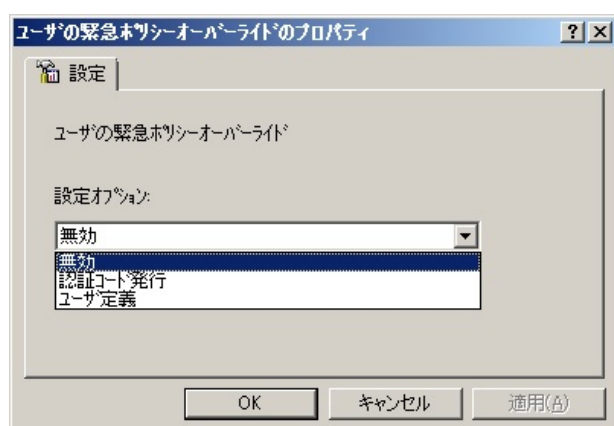 ユーザの緊急ポリシーオーバーライドのプロパティ
設定
ユーザの緊急ポリシーオーバーライド
設定オプション:
無効
無効
認証コード発行
ユーザ定義
OK
キャンセル
適用(A)